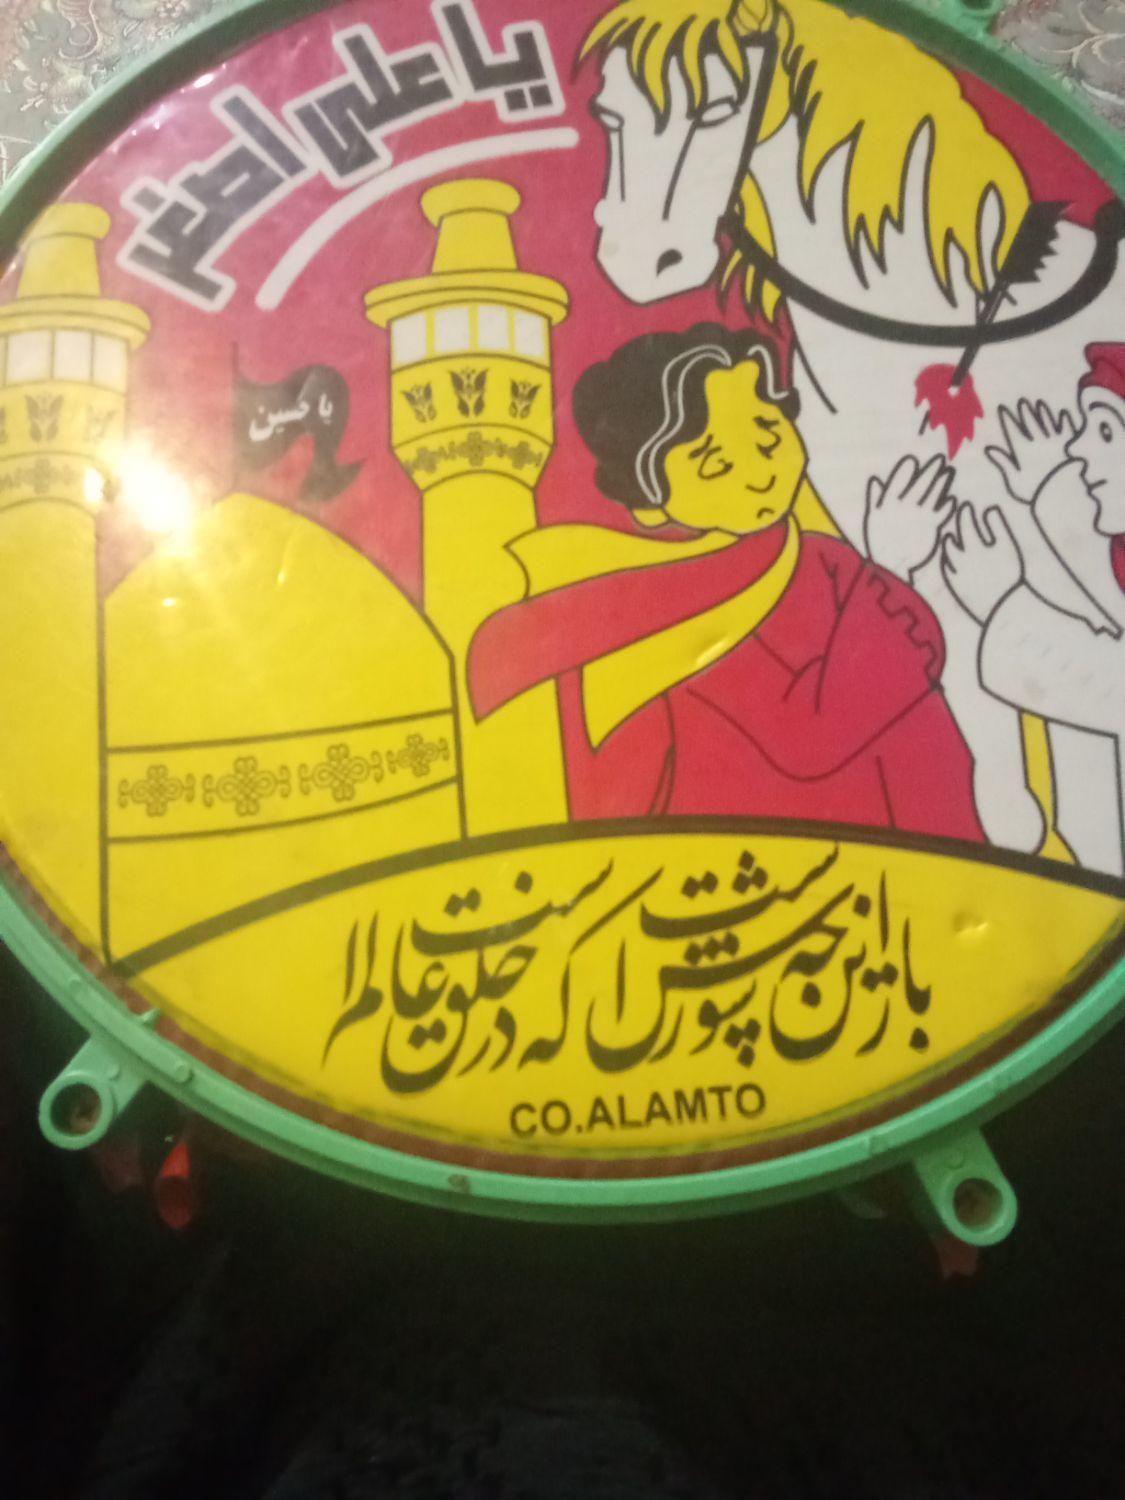 یا علی اصغر
یا حسین
باز این چه شورش است که در خلق عالم است
CO.ALAMTO